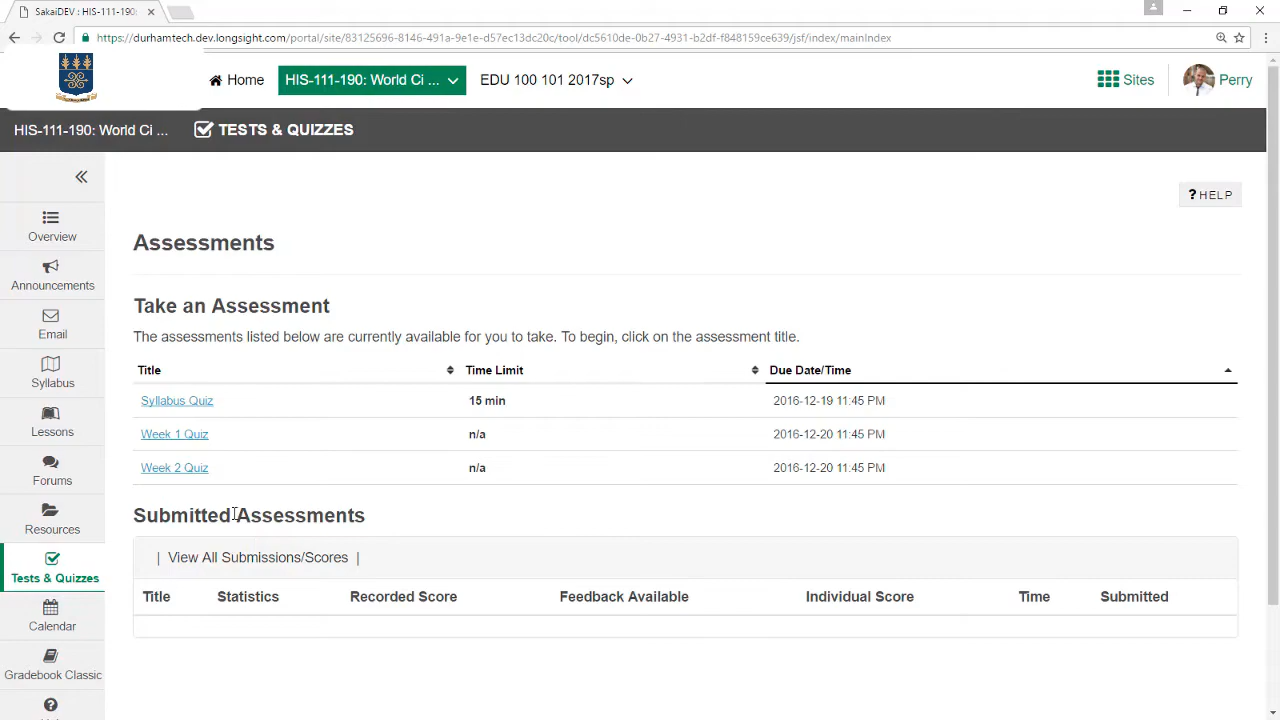 SakaiDEV : HIS-111-190:
https://durhamtech.dev.longsight.com/portal/site/83125696-8146-491a-9e1e-d57ec13dc20c/tool/dc5610de-0b27-4931-b2df-f848159ce639/jsf/index/mainIndex
Home
HIS-111-190: World Ci ...
EDU 100 101 2017sp
Sites
Perry
HIS-111-190: World Ci ...
TESTS & QUIZZES
? HELP
Overview
Announcements
Email
Syllabus
Lessons
Forums
Resources
Tests & Quizzes
Calendar
Gradebook Classic
Assessments
Take an Assessment
The assessments listed below are currently available for you to take. To begin, click on the assessment title.
Title Time Limit Due Date/Time
Syllabus Quiz 15 min 2016-12-19 11:45 PM
Week 1 Quiz n/a 2016-12-20 11:45 PM
Week 2 Quiz n/a 2016-12-20 11:45 PM
Submitted Assessments
| View All Submissions/Scores |
Title Statistics Recorded Score Feedback Available Individual Score Time Submitted